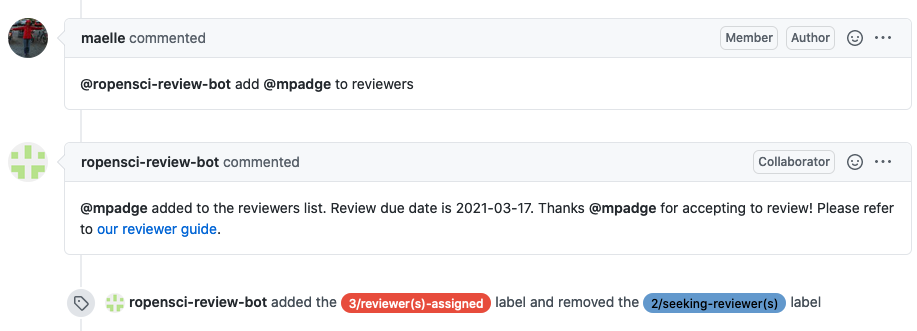 maelle commented Member Author
@ropensci-review-bot add @mpadge to reviewers
ropensci-review-bot commented Collaborator
@mpadge added to the reviewers list. Review due date is 2021-03-17. Thanks @mpadge for accepting to review! Please refer
to our reviewer guide.
ropensci-review-bot added the 3/reviewer(s)-assigned label and removed the 2/seeking-reviewer(s) label